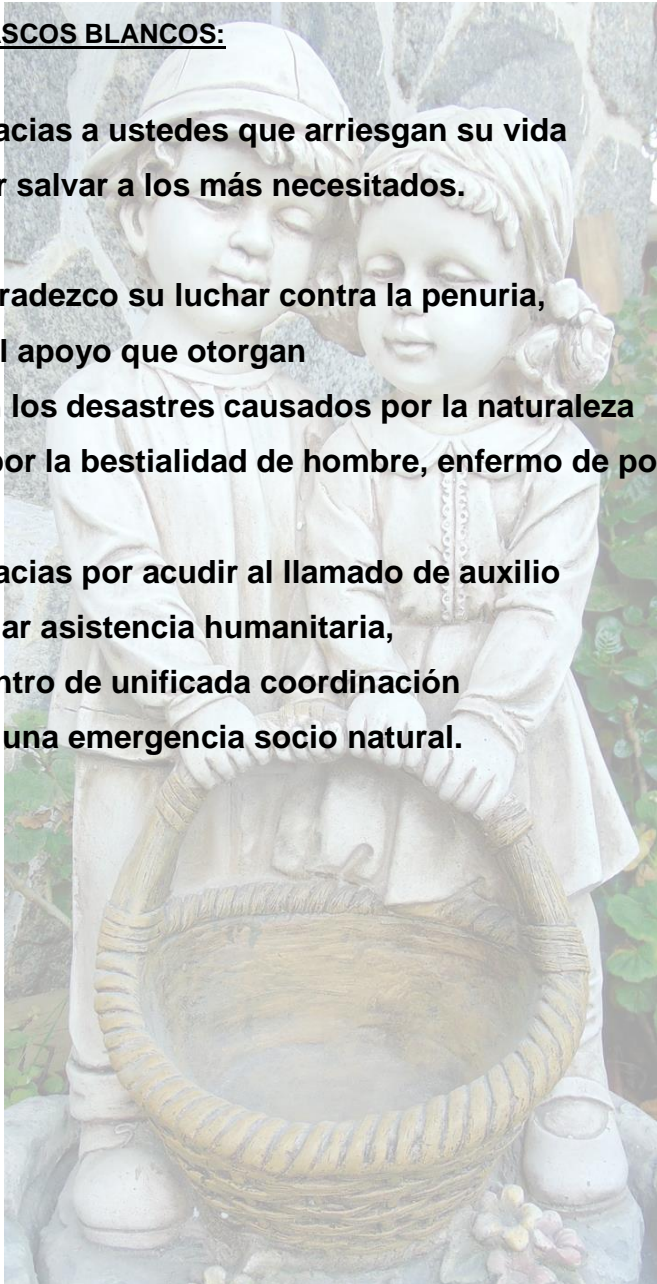 ASCOS BLANCOS:
acias a ustedes que arriesgan su vida
r salvar a los más necesitados.
radezco su luchar contra la penuria,
l apoyo que otorgan
los desastres causados por la naturaleza
por la bestialidad de hombre, enfermo de po
acias por acudir al llamado de auxilio
ar asistencia humanitaria,
ntro de unificada coordinación
una emergencia socio natural.